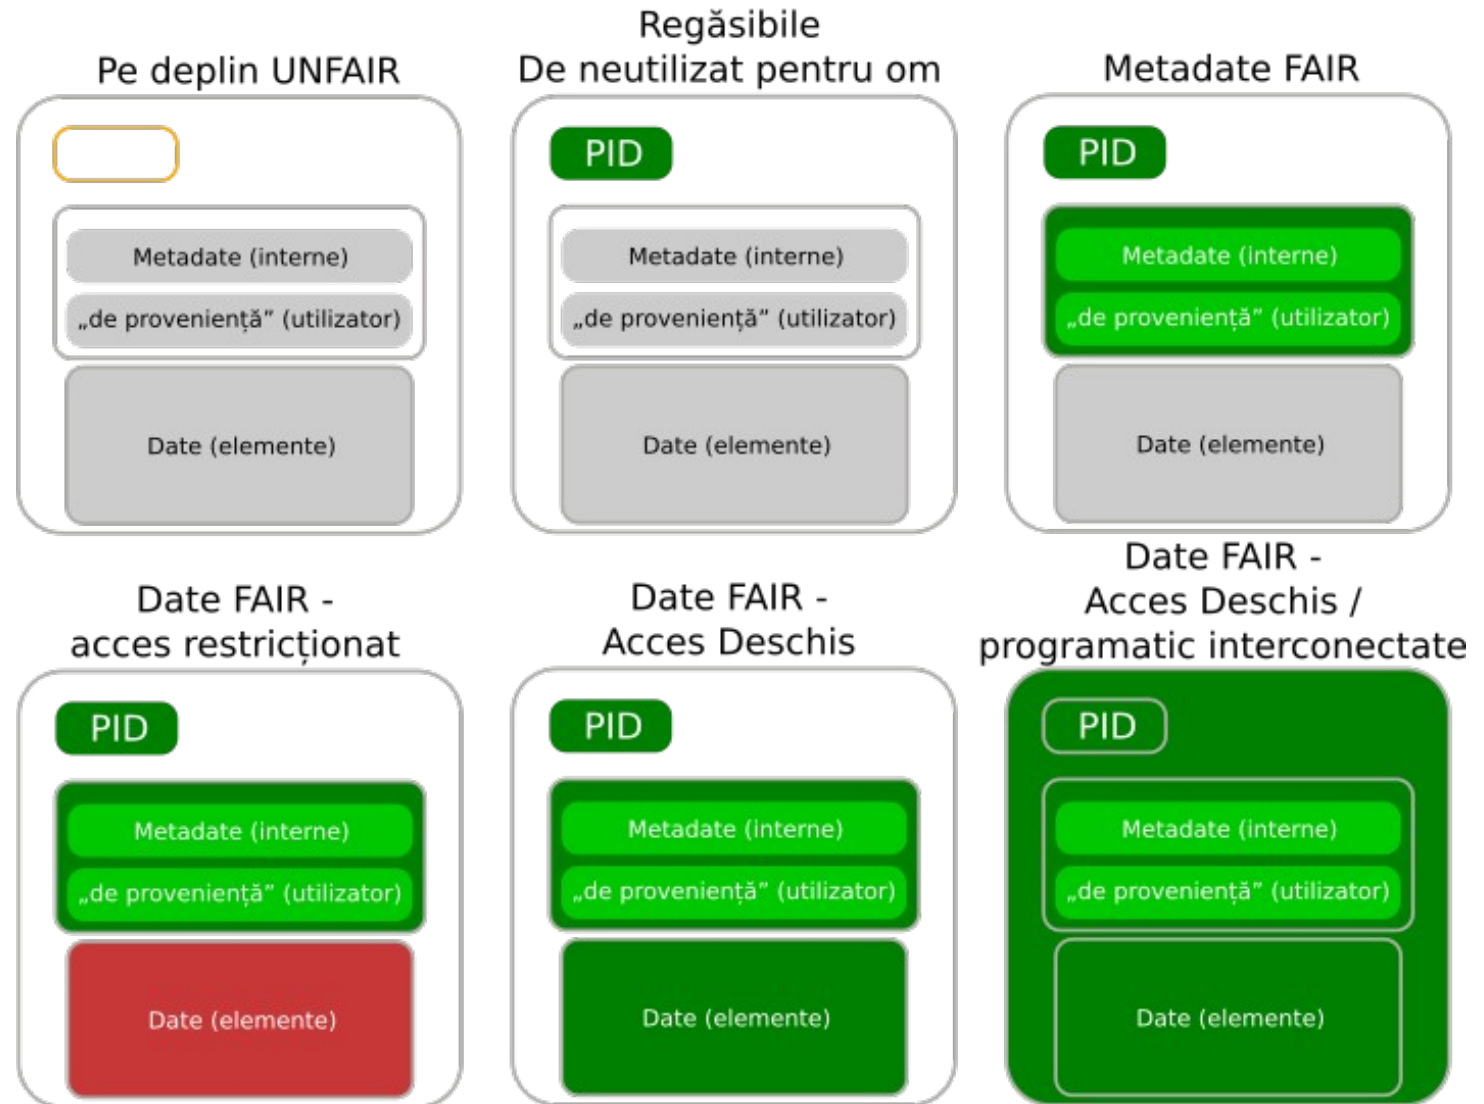 Pe deplin UNFAIR
PID
Metadate (interne)
„de proveniență” (utilizator)
Date (elemente)
Regăsibile
De neutilizat pentru om
PID
Metadate (interne)
„de proveniență” (utilizator)
Date (elemente)
Metadate FAIR
PID
Metadate (interne)
„de proveniență” (utilizator)
Date (elemente)
Date FAIR -
acces restricționat
PID
Metadate (interne)
„de proveniență” (utilizator)
Date (elemente)
Date FAIR -
Acces Deschis
PID
Metadate (interne)
„de proveniență” (utilizator)
Date (elemente)
Date FAIR -
Acces Deschis /
programatic interconectate
PID
Metadate (interne)
„de proveniență” (utilizator)
Date (elemente)